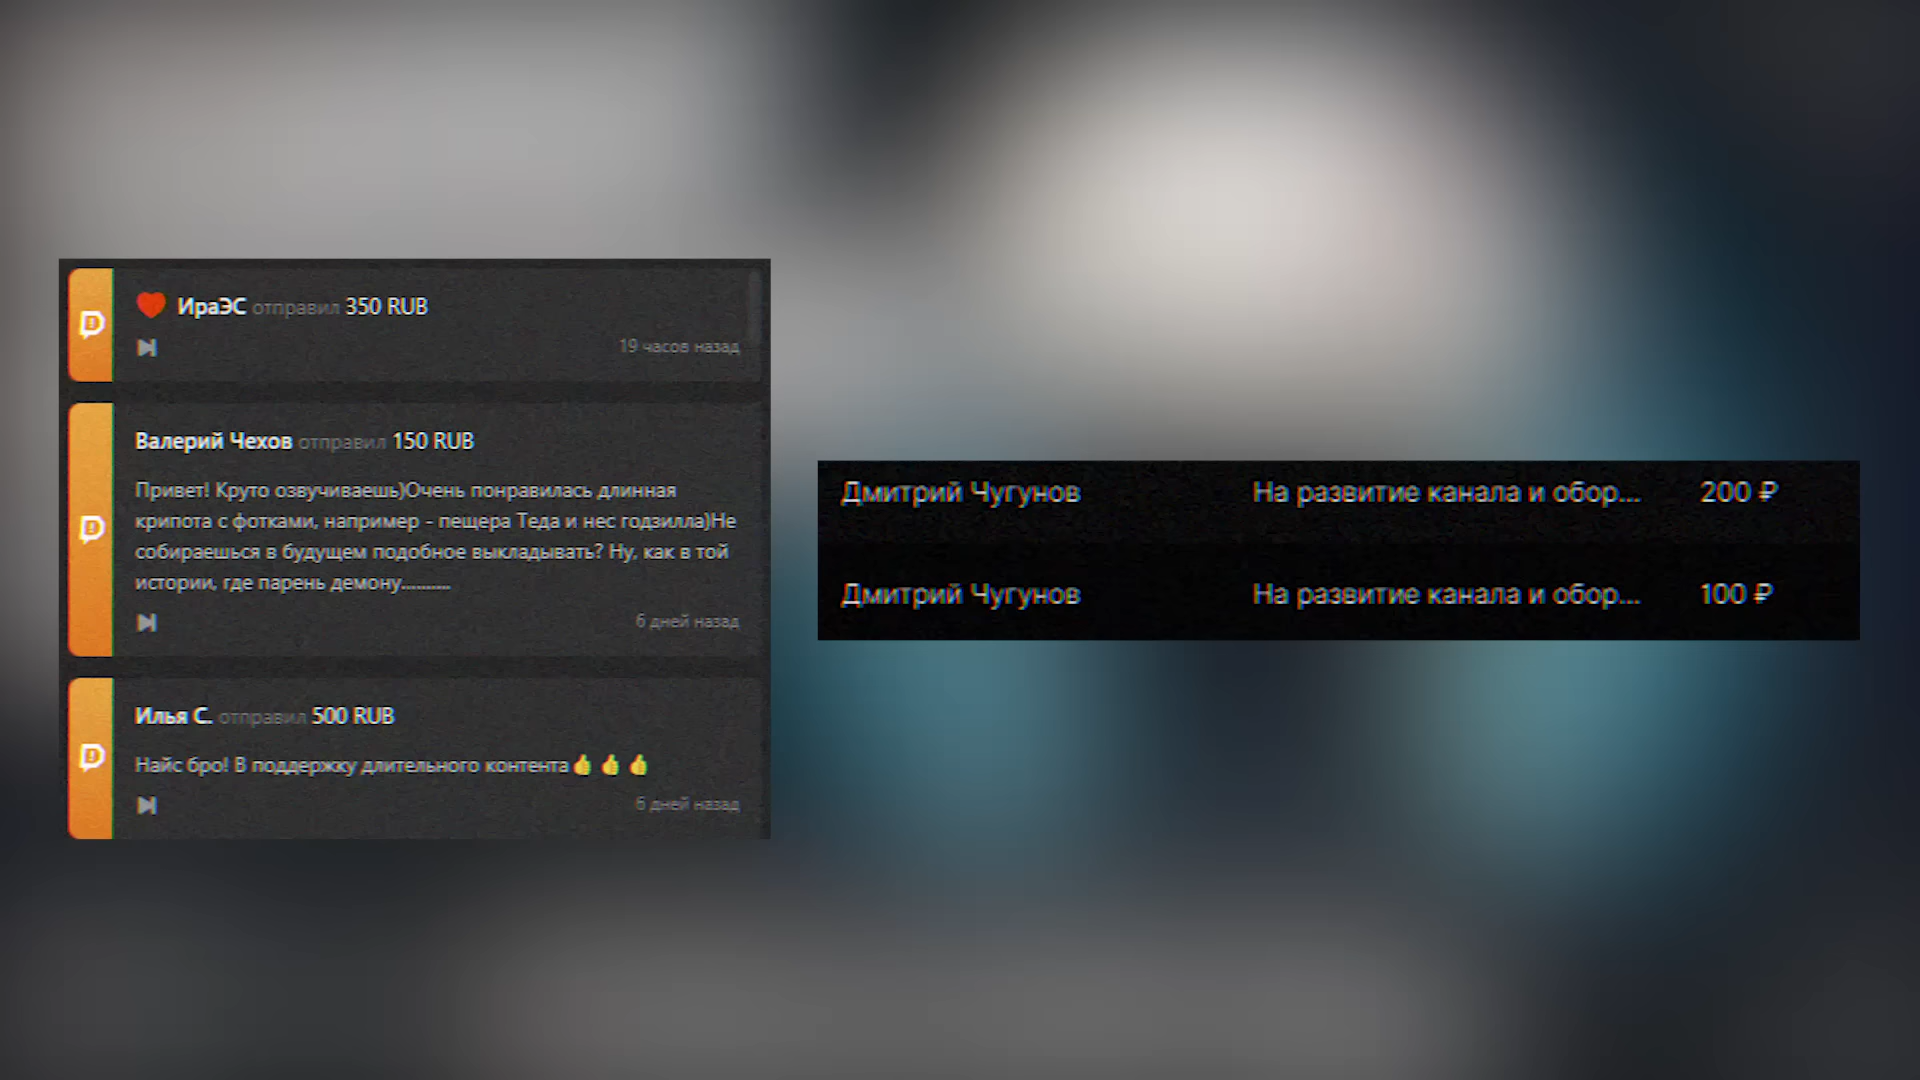 ИраЭС отправил 350 RUB
19 часов назад
Валерий Чехов отправил 150 RUB
Привет! Круто озвучиваешь)Очень понравилась длинная
крипота с фотками, например - пещера Теда и нес годзилла)Не
собираешься в будущем подобное выкладывать? Ну, как в той
истории, где парень демону..........
6 дней назад
Илья С. отправил 500 RUB
Найс бро! В поддержку длительного контента👍 👍 👍
6 дней назад
Дмитрий Чугунов На развитие канала и обор... 200 ₽
Дмитрий Чугунов На развитие канала и обор... 100 ₽